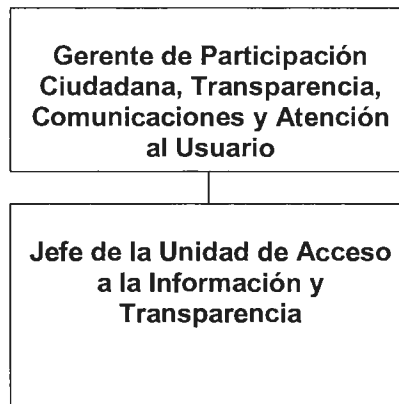 Gerente de Participación
Ciudadana, Transparencia,
Comunicaciones y Atención
al Usuario
Jefe de la Unidad de Acceso
a la Información y
Transparencia